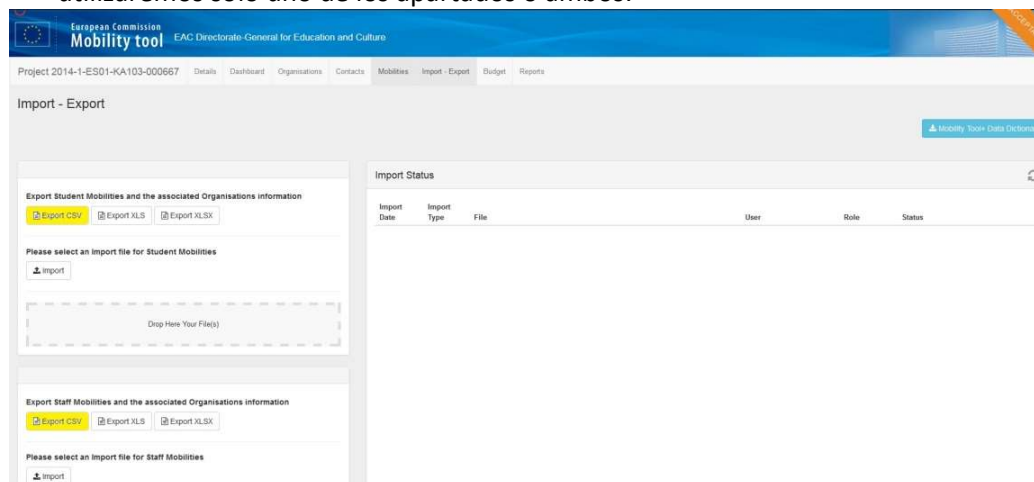 European Commission
Mobility tool EAC Directorate-General for Education and Culture
Project 2014-1-ES01-KA103-000667 Details Dashboard Organisations Contacts Mobilities Import - Export Budget Reports
Import - Export
Mobility Tool+ Data Dictiona
Import Status
Export Student Mobilities and the associated Organisations information
Export CSV Export XLS Export XLSX
Import Date Import Type File User Role Status
Please select an Import file for Student Mobilities
Import
Drop Here Your File(s)
Export Staff Mobilities and the associated Organisations information
Export CSV Export XLS Export XLSX
Please select an Import file for Staff Mobilities
Import